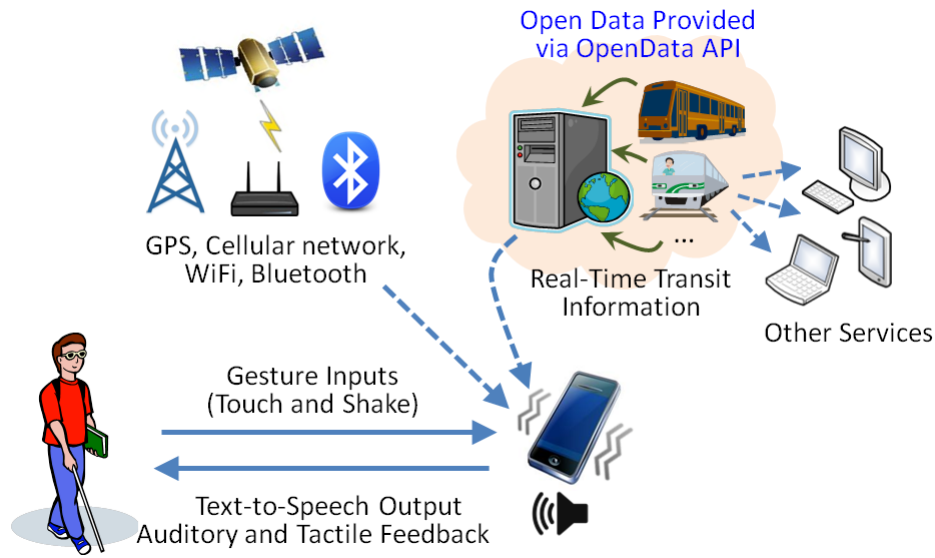 Open Data Provided
via OpenData API
GPS, Cellular network,
WiFi, Bluetooth
...
Real-Time Transit
Information
Other Services
Gesture Inputs
(Touch and Shake)
Text-to-Speech Output
Auditory and Tactile Feedback